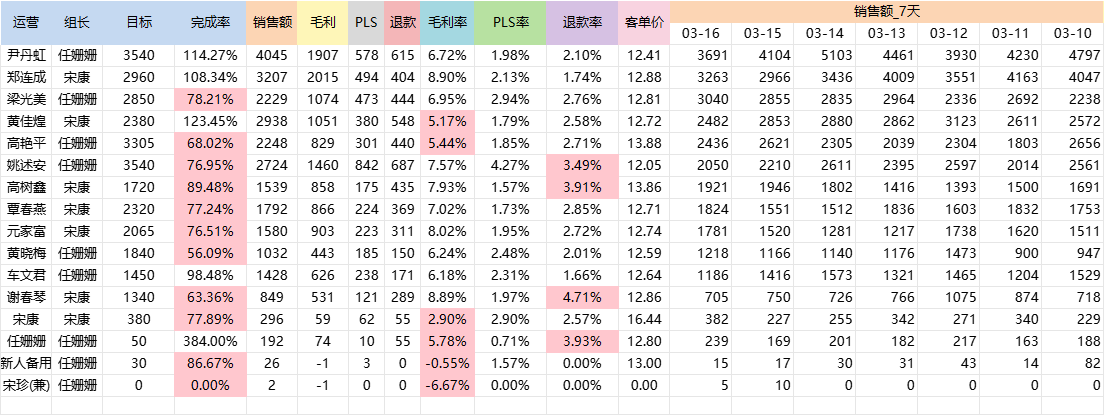 运营 组长 目标 完成率 销售额 毛利 PLS 退款 毛利率 PLS率 退款率 客单价 销售额_7天
03-16 03-15 03-14 03-13 03-12 03-11 03-10
尹丹虹 任姗姗 3540 114.27% 4045 1907 578 615 6.72% 1.98% 2.10% 12.41 3691 4104 5103 4461 3930 4230 4797
郑连成 宋康 2960 108.34% 3207 2015 494 404 8.90% 2.13% 1.74% 12.88 3263 2966 3436 4009 3551 4163 4047
梁光美 任姗姗 2850 78.21% 2229 1074 473 444 6.95% 2.94% 2.76% 12.81 3040 2855 2835 2964 2336 2692 2238
黄佳煌 宋康 2380 123.45% 2938 1051 380 548 5.17% 1.79% 2.58% 12.72 2482 2853 2880 2862 3123 2611 2572
高艳平 任姗姗 3305 68.02% 2248 829 301 440 5.44% 1.85% 2.71% 13.88 2436 2621 2305 2039 2304 1803 2656
姚述安 任姗姗 3540 76.95% 2724 1460 842 687 7.57% 4.27% 3.49% 12.05 2050 2210 2611 2395 2597 2014 2561
高树鑫 宋康 1720 89.48% 1539 858 175 435 7.93% 1.57% 3.91% 13.86 1921 1946 1802 1416 1393 1500 1691
覃春燕 宋康 2320 77.24% 1792 866 224 369 7.02% 1.73% 2.85% 12.71 1824 1551 1512 1836 1603 1832 1753
元家富 宋康 2065 76.51% 1580 903 223 311 8.02% 1.95% 2.72% 12.74 1781 1520 1281 1217 1738 1620 1511
黄晓梅 任姗姗 1840 56.09% 1032 443 185 150 6.24% 2.48% 2.01% 12.59 1218 1166 1140 1176 1473 900 947
车文君 任姗姗 1450 98.48% 1428 626 238 171 6.18% 2.31% 1.66% 12.64 1186 1416 1573 1321 1465 1204 1529
谢春琴 宋康 1340 63.36% 849 531 121 289 8.89% 1.97% 4.71% 12.86 705 750 726 766 1075 874 718
宋康 宋康 380 77.89% 296 59 62 55 2.90% 2.90% 2.57% 16.44 382 227 255 342 271 340 229
任姗姗 任姗姗 50 384.00% 192 74 10 55 5.78% 0.71% 3.93% 12.80 239 169 201 182 217 163 188
新人备用 任姗姗 30 86.67% 26 -1 3 0 -0.55% 1.57% 0.00% 13.00 15 17 30 31 43 14 82
宋珍(兼) 任姗姗 0 0.00% 2 -1 0 0 -6.67% 0.00% 0.00% 0.00 5 10 0 0 0 0 0